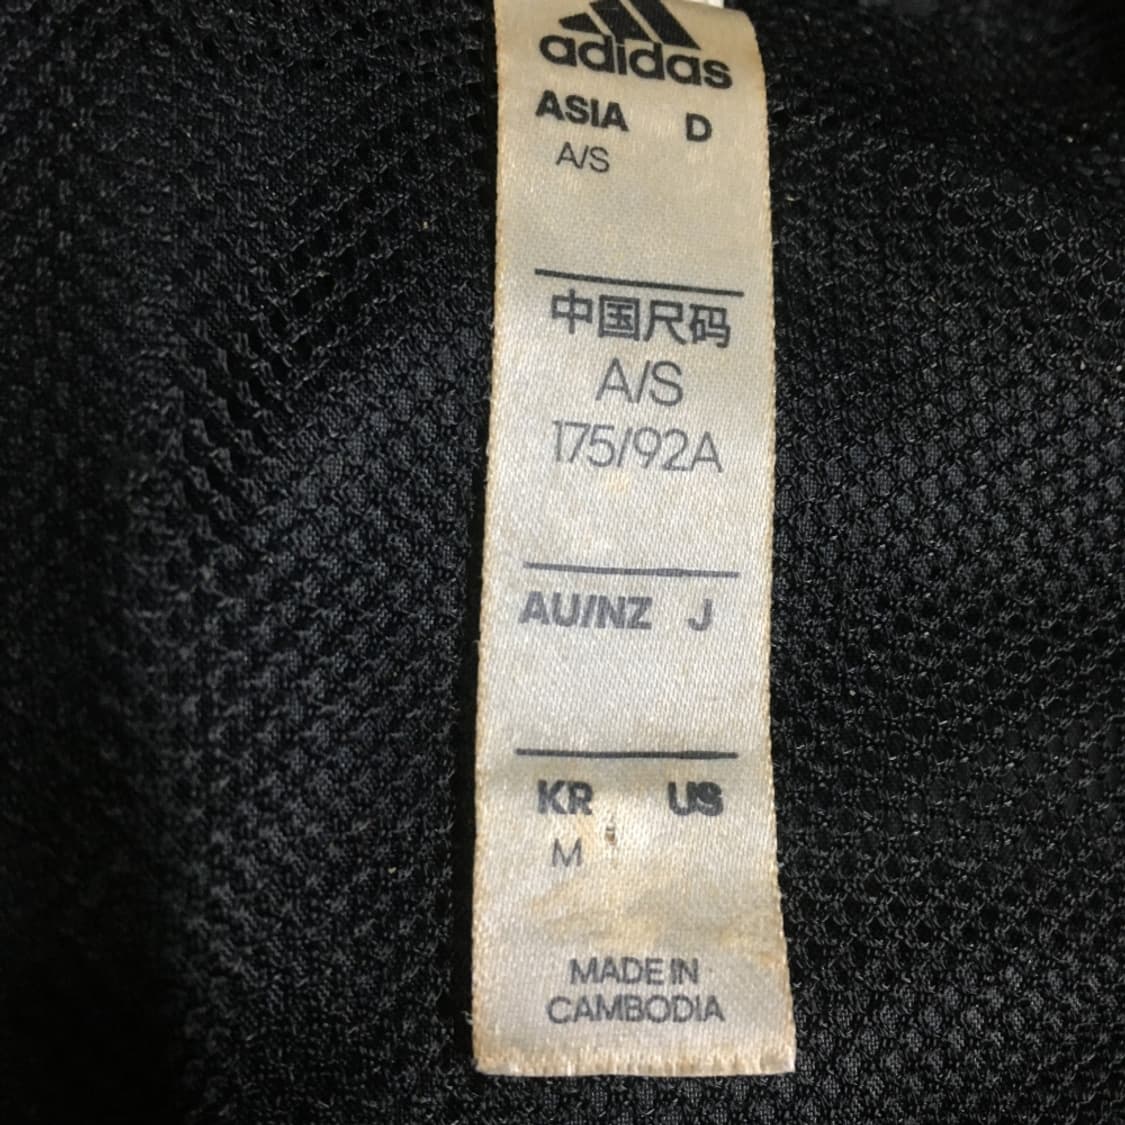 adidas
ASIA D
A/S
中国尺码
A/S
175/92A
AU/NZ J
KR US
M
MADE IN
CAMBODIA